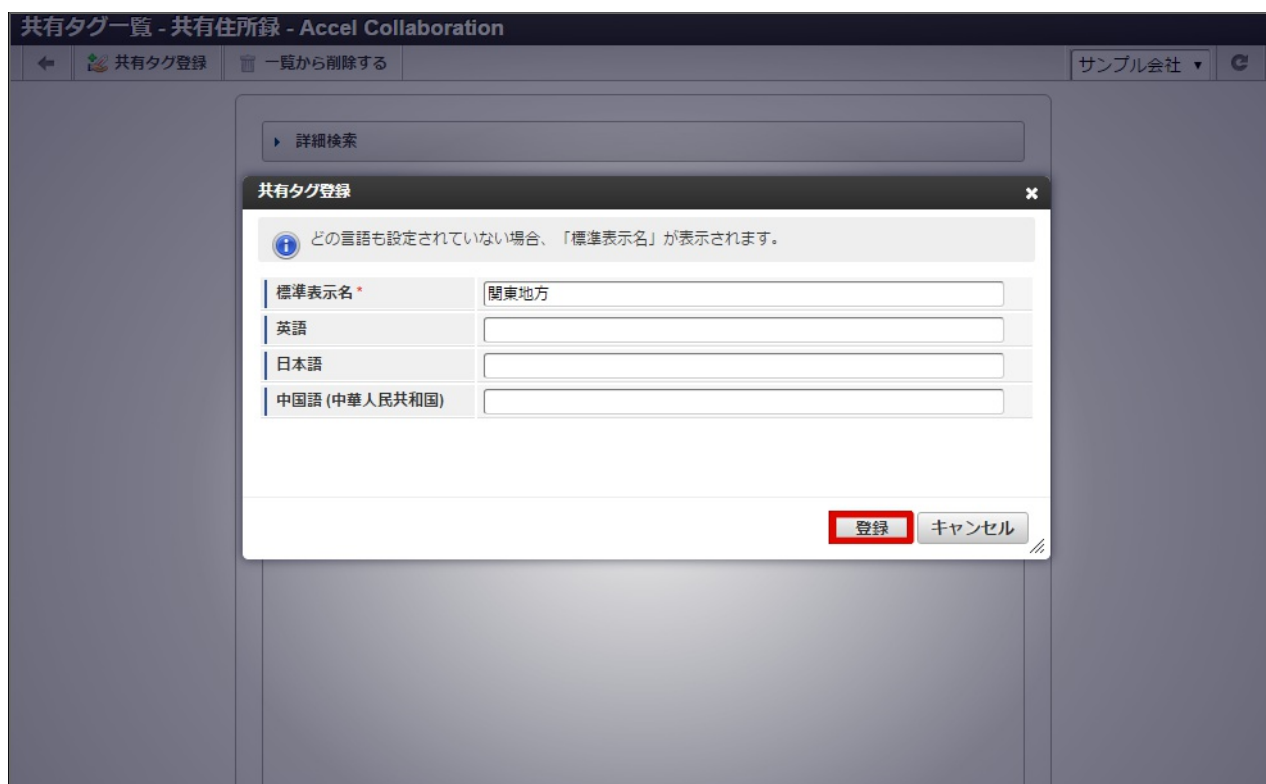 共有タグ一覧 - 共有住所録 - Accel Collaboration
共有タグ登録 一覧から削除する サンプル会社
詳細検索
共有タグ登録
どの言語も設定されていない場合、「標準表示名」が表示されます。
標準表示名* 関東地方
英語
日本語
中国語 (中華人民共和国)
登録 キャンセル